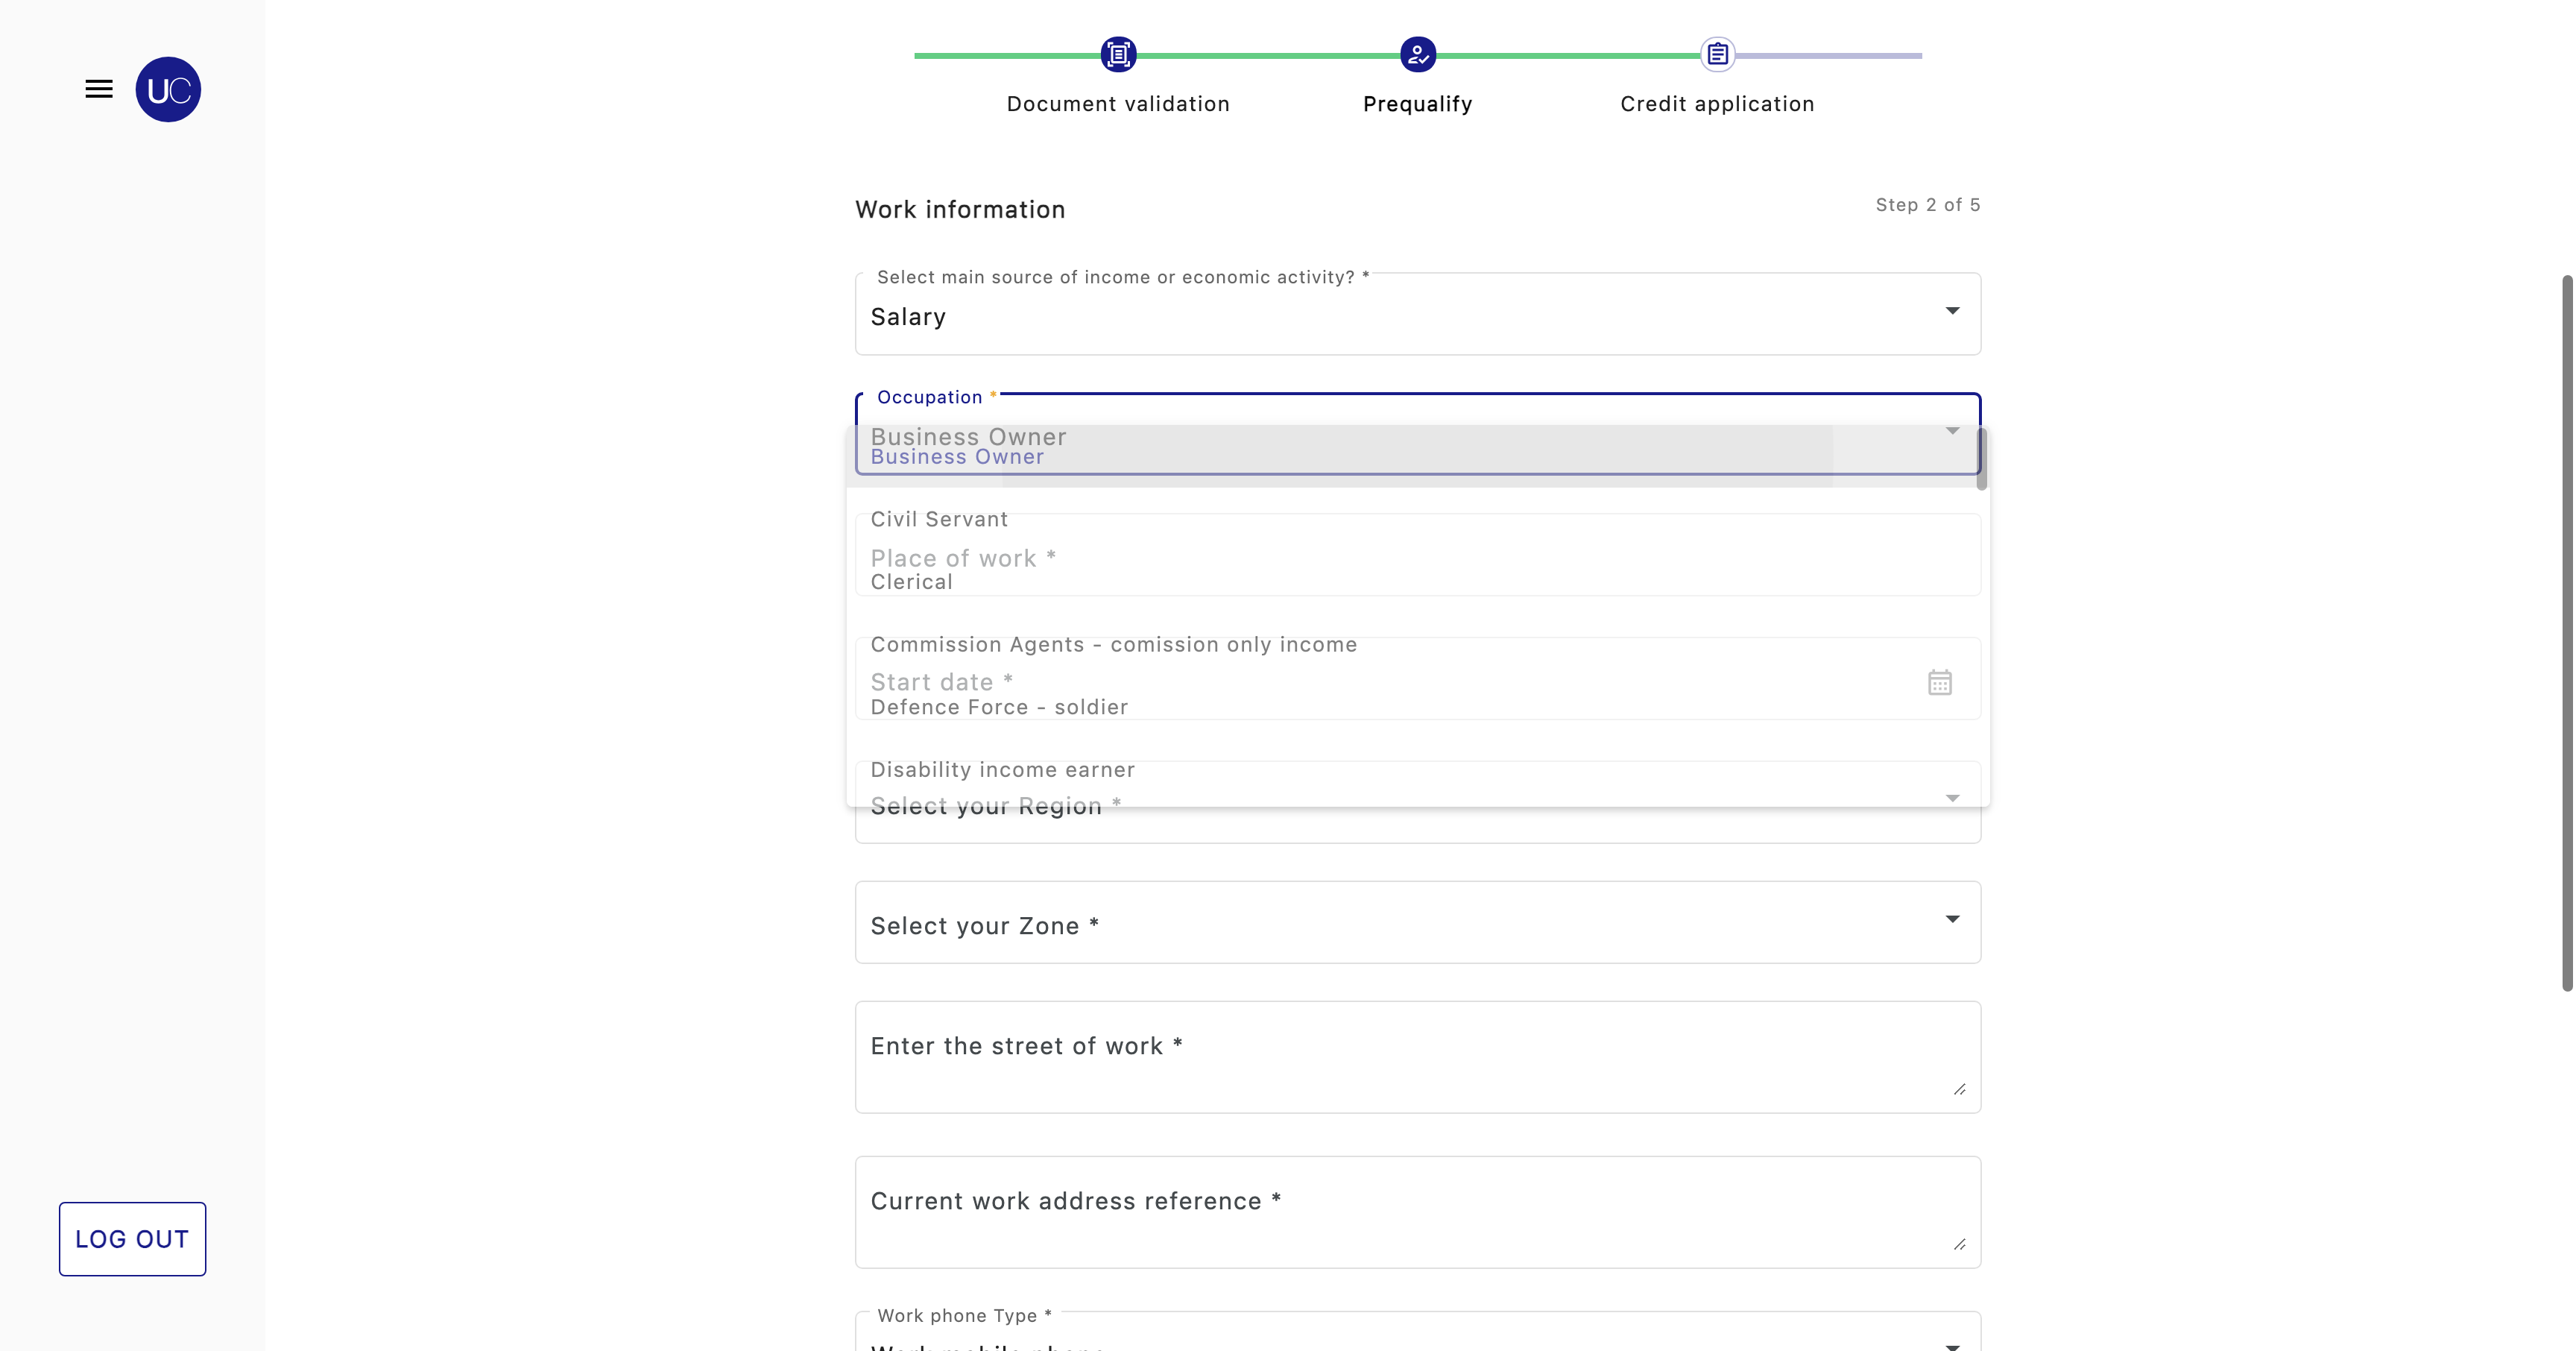 UC
Document validation
Prequalify
Credit application
Work information
Step 2 of 5
Select main source of income or economic activity? *
Salary
Occupation *
Business Owner
Business Owner
Civil Servant
Place of work *
Clerical
Commission Agents - comission only income
Start date *
Defence Force - soldier
Disability income earner
Select your Region *
Select your Zone *
Enter the street of work *
Current work address reference *
LOG OUT
Work phone Type *
Work mobile phone